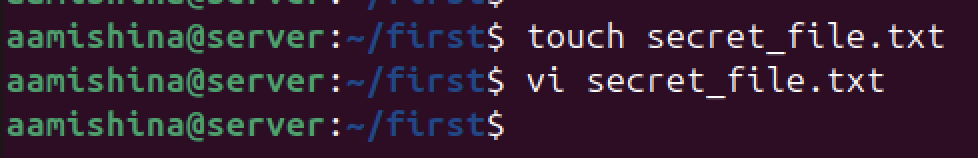 aamishina@server:~/first$ touch secret_file.txt
aamishina@server:~/first$ vi secret_file.txt
aamishina@server:~/first$